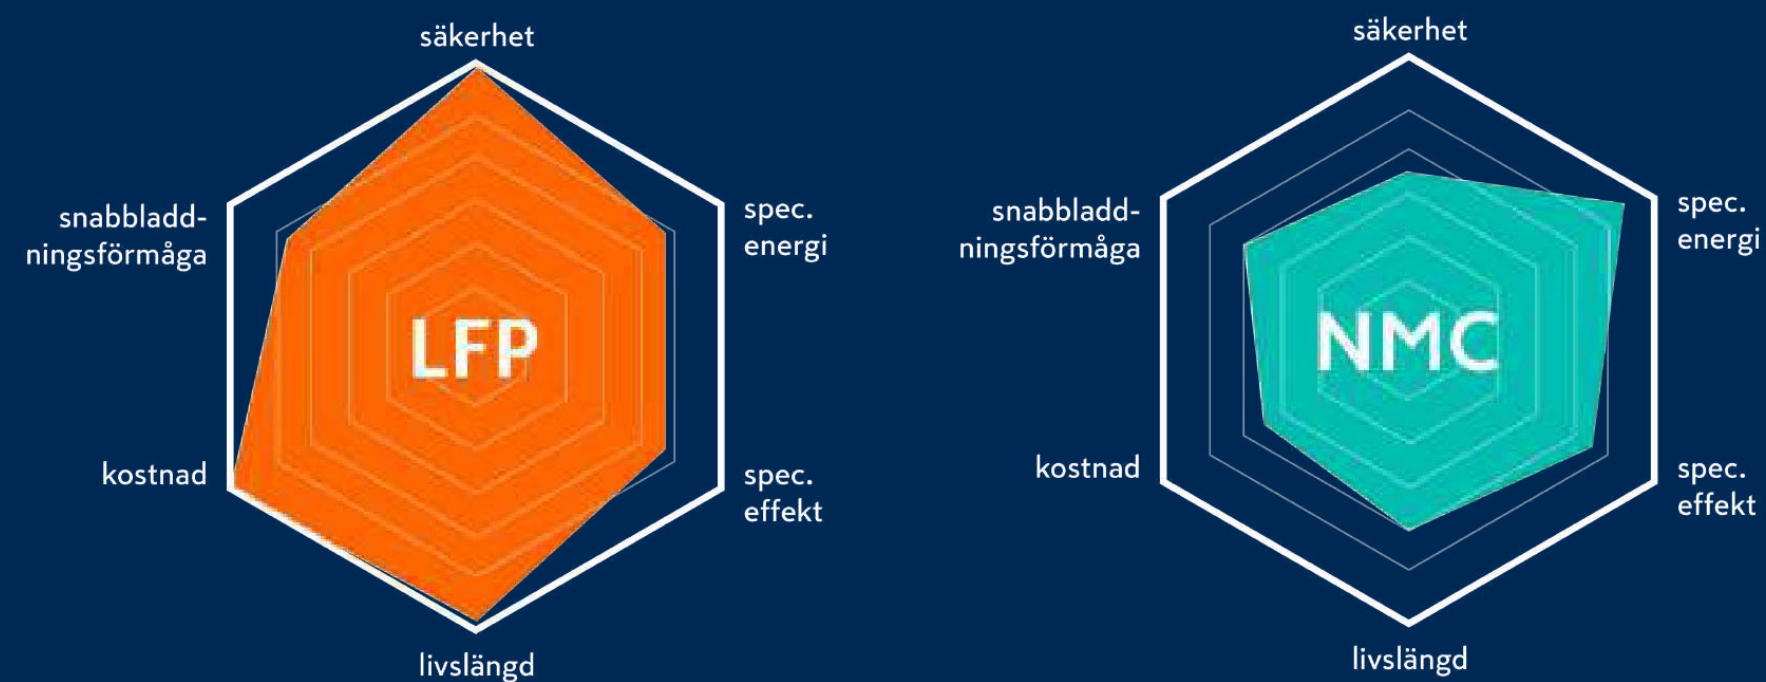 säkerhet
snabbladd-
ningsförmåga
spec.
energi
LFP
kostnad
spec.
effekt
livslängd
säkerhet
snabbladd-
ningsförmåga
spec.
energi
NMC
kostnad
spec.
effekt
livslängd